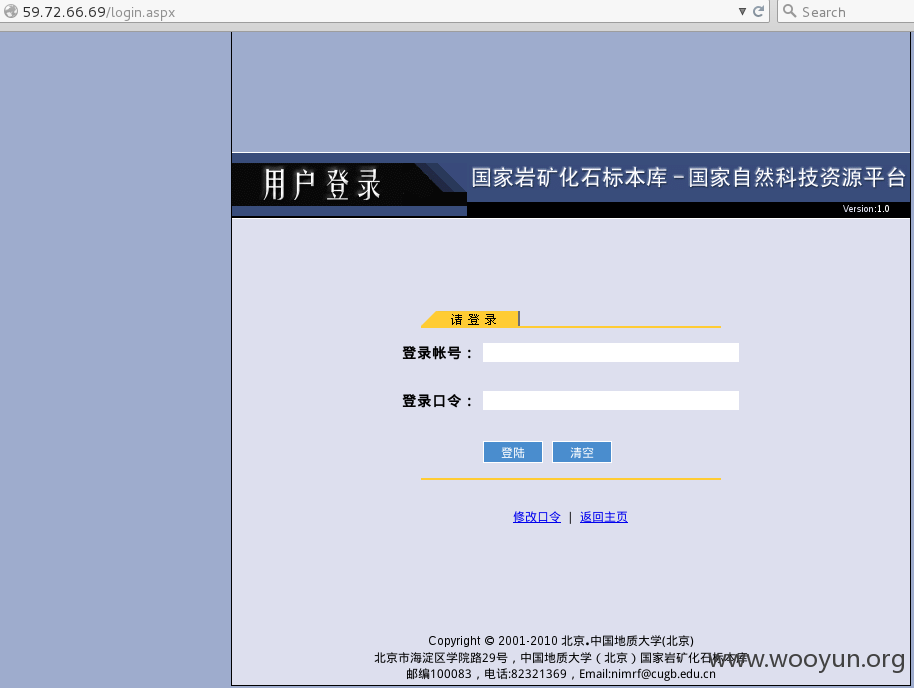 59.72.66.69/login.aspx
Search
用户登录
国家岩矿化石标本库－国家自然科技资源平台
Version:1.0
请 登 录
登录帐号：
登录口令：
登陆 清空
修改口令 | 返回主页
Copyright © 2001-2010 北京.中国地质大学(北京)
北京市海淀区学院路29号，中国地质大学（北京）国家岩矿化石标本库
邮编100083，电话:82321369，Email:nimrf@cugb.edu.cn
www.wooyun.org